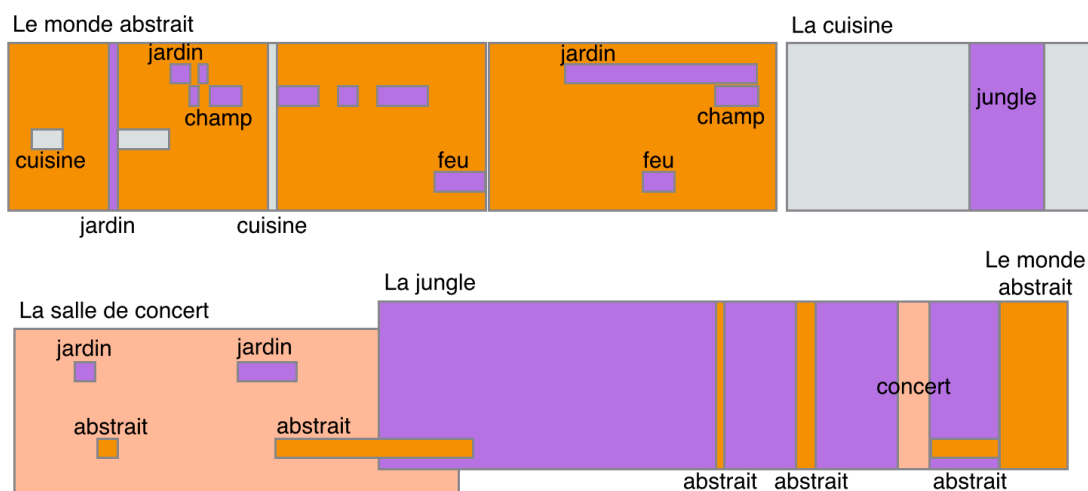 Le monde abstrait
La cuisine
jardin
jardin
jungle
champ
champ
cuisine
feu
feu
jardin
cuisine
Le monde
abstrait
La jungle
La salle de concert
jardin
jardin
concert
abstrait
abstrait
abstrait
abstrait
abstrait